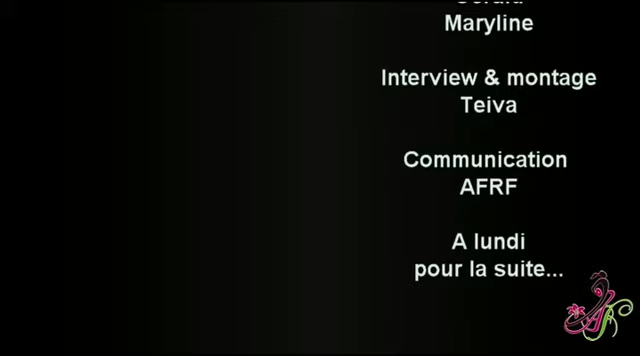 Maryline
Interview & montage
Teiva
Communication
AFRF
A lundi
pour la suite...